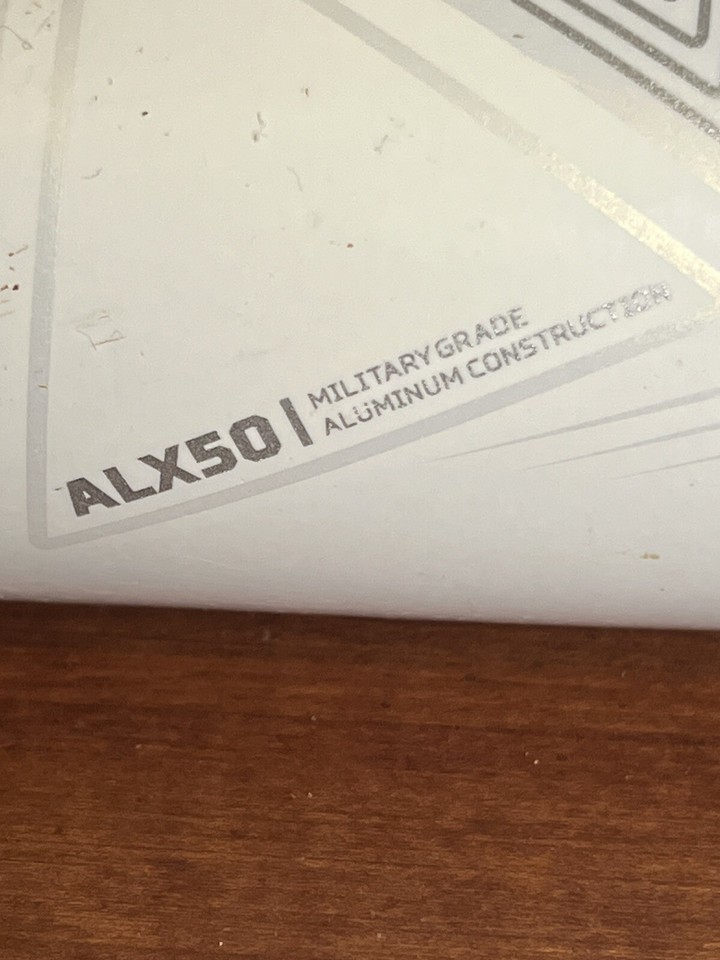 ALX50 | MILITARY GRADE
ALUMINUM CONSTRUCTION